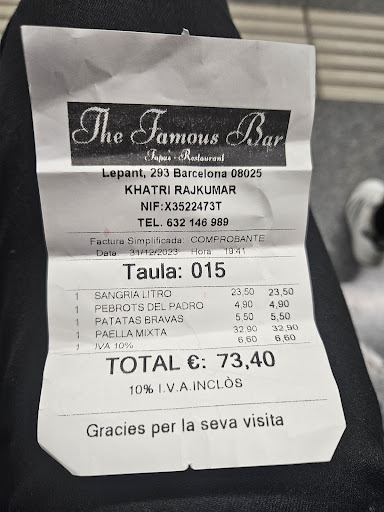 The Famous Bar
Tapas - Restaurant
Lepant, 293 Barcelona 08025
KHATRI RAJKUMAR
NIF:X3522473T
TEL. 632 146 989
Factura Simplificada: COMPROBANTE
Data 31/12/2023 Hora 19:41
Taula: 015
1 SANGRIA LITRO 23,50 23,50
1 PEBROTS DEL PADRO 4,90 4,90
1 PATATAS BRAVAS 5,50 5,50
1 PAELLA MIXTA 32,90 32,90
1 IVA 10% 6,60 6,60
TOTAL €: 73,40
10% I.V.A.INCLÒS
Gracies per la seva visita